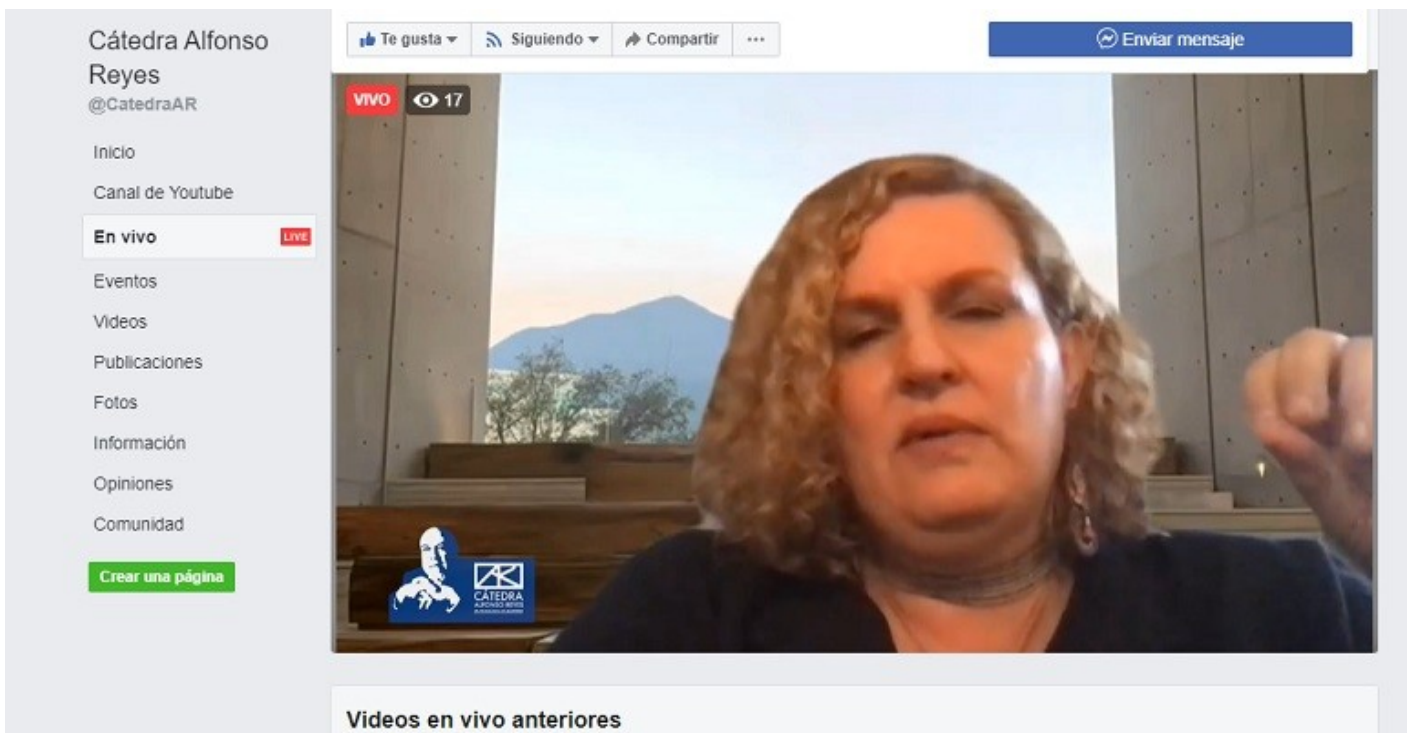 Cátedra Alfonso
Reyes
@CatedraAR
Inicio
Canal de Youtube
En vivo LIVE
Eventos
Videos
Publicaciones
Fotos
Información
Opiniones
Comunidad
Crear una página
Te gusta Siguiendo Compartir ...
Enviar mensaje
VIVO 17
CÁTEDRA
ALFONSO REYES
Videos en vivo anteriores